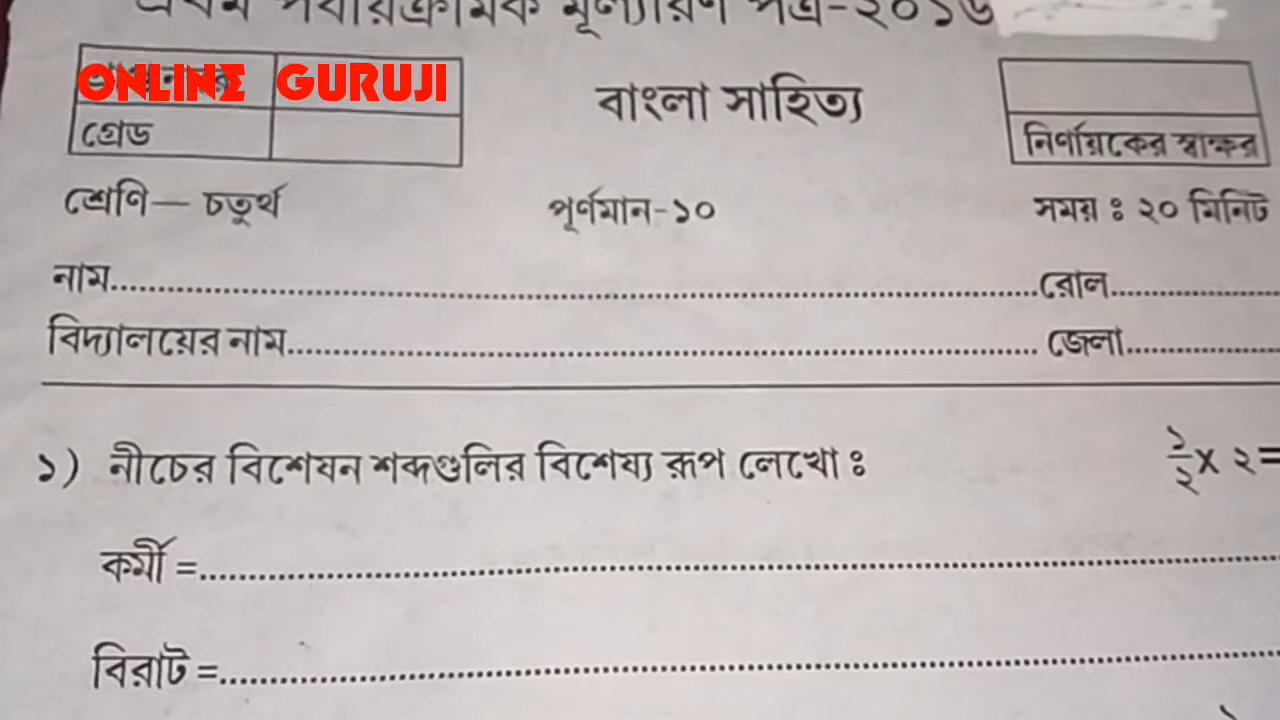 প্রথম পর্যায়ক্রমিক মূল্যায়ণ পত্র-২০১৬
ONLINE GURUJI
বাংলা সাহিত্য
গ্রেড
নির্ণায়কের স্বাক্ষর
শ্রেণি — চতুর্থ পূর্ণমান-১০ সময় ঃ ২০ মিনিট
নাম........................................ রোল............
বিদ্যালয়ের নাম........................................ জেলা............
১) নীচের বিশেষন শব্দগুলির বিশেষ্য রূপ লেখো ঃ ১/২ x ২=
কর্মী =........................................
বিরাট =........................................